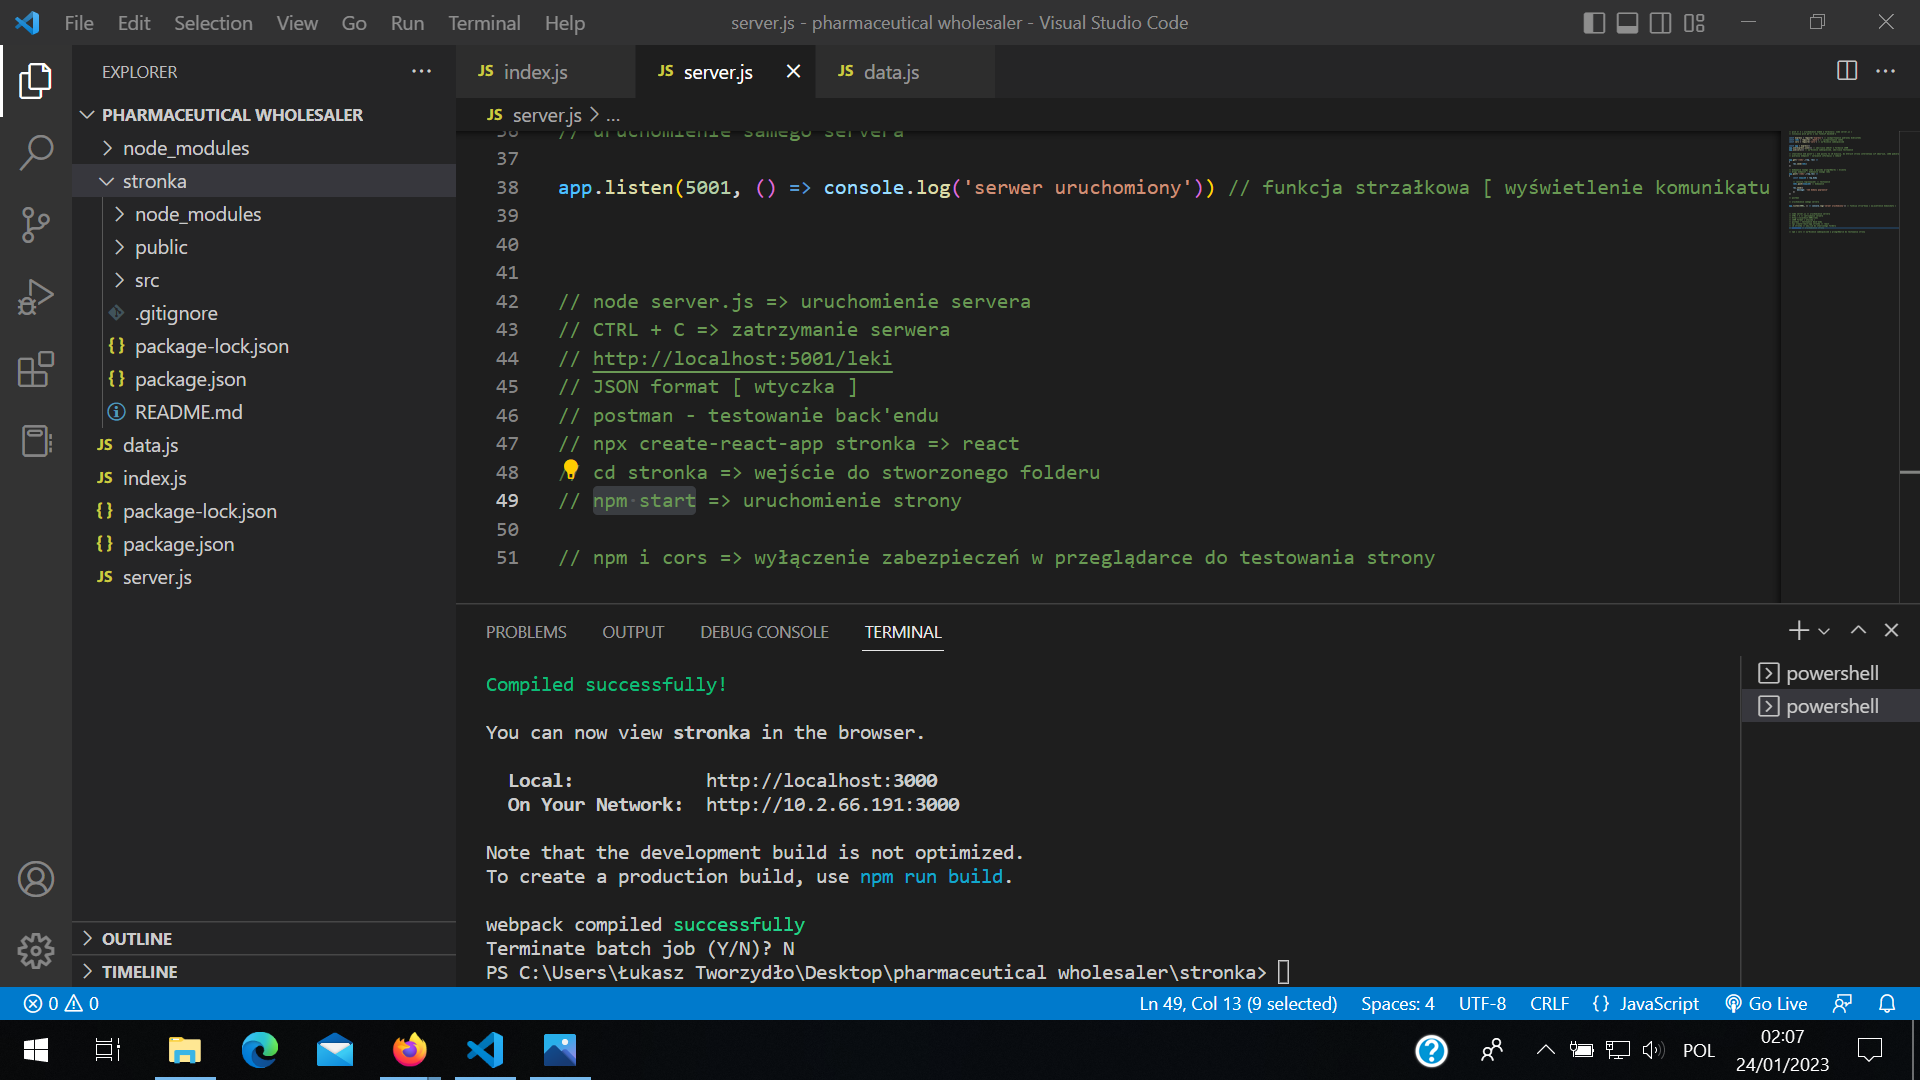 File Edit Selection View Go Run Terminal Help
server.js - pharmaceutical wholesaler - Visual Studio Code
EXPLORER
PHARMACEUTICAL WHOLESALER
node_modules
stronka
node_modules
public
src
.gitignore
{} package-lock.json
{} package.json
README.md
JS data.js
JS index.js
{} package-lock.json
{} package.json
JS server.js
OUTLINE
TIMELINE
JS index.js
JS server.js
JS data.js
JS server.js > ...
36 // uruchomienie samego servera
37
38 app.listen(5001, () => console.log('serwer uruchomiony')) // funkcja strzałkowa [ wyświetlenie komunikatu
39
40
41
42 // node server.js => uruchomienie servera
43 // CTRL + C => zatrzymanie serwera
44 // http://localhost:5001/leki
45 // JSON format [ wtyczka ]
46 // postman - testowanie back'endu
47 // npx create-react-app stronka => react
48 // cd stronka => wejście do stworzonego folderu
49 // npm start => uruchomienie strony
50
51 // npm i cors => wyłączenie zabezpieczeń w przeglądarce do testowania strony
PROBLEMS OUTPUT DEBUG CONSOLE TERMINAL
Compiled successfully!
You can now view stronka in the browser.
Local: http://localhost:3000
On Your Network: http://10.2.66.191:3000
Note that the development build is not optimized.
To create a production build, use npm run build.
webpack compiled successfully
Terminate batch job (Y/N)? N
PS C:\Users\Łukasz Tworzydło\Desktop\pharmaceutical wholesaler\stronka>
powershell
powershell
0 0
Ln 49, Col 13 (9 selected) Spaces: 4 UTF-8 CRLF {} JavaScript Go Live
POL
02:07
24/01/2023